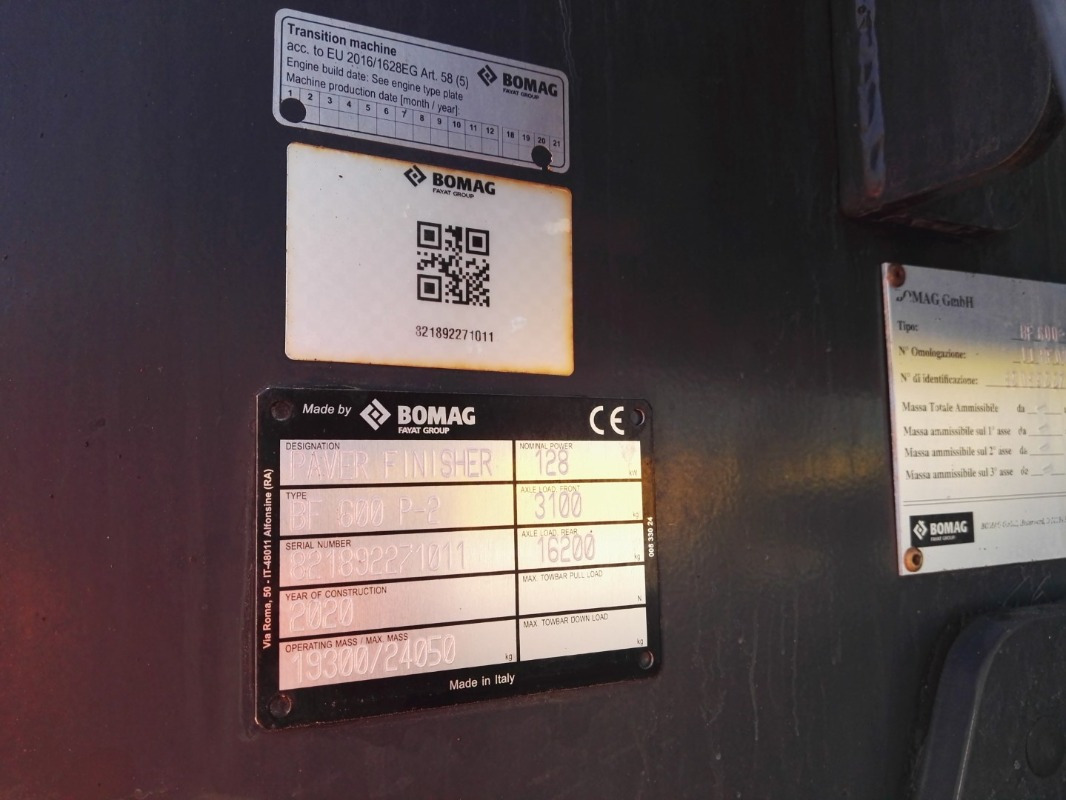 Transition machine
acc. to EU 2016/1628EG Art. 58 (5)
Engine build date: See engine type plate
Machine production date [month / year]:
BOMAG
FAYAT GROUP
1 2 3 4 5 6 7 8 9 10 11 12 18 19 20 21
BOMAG
FAYAT GROUP
821892271011
Made by BOMAG
FAYAT GROUP
CE
DESIGNATION
PAVER FINISHER
NOMINAL POWER
128 kW
TYPE
BF 600 P-2
AXLE LOAD, FRONT
3100 kg
SERIAL NUMBER
821892271011
AXLE LOAD, REAR
16200 kg
YEAR OF CONSTRUCTION
2020
MAX. TOWBAR PULL LOAD
N
OPERATING MASS / MAX. MASS
19300/24050 kg
MAX. TOWBAR DOWN LOAD
kg
Made in Italy
Via Roma, 50 - IT-48011 Alfonsine (RA)
008 330 24
BOMAG GmbH
Tipo: BF 600
N° Omologazione:
N° di identificazione:
Massa Totale Ammissibile da
Massa ammissibile sul 1° asse da
Massa ammissibile sul 2° asse da
Massa ammissibile sul 3° asse da
BOMAG
FAYAT GROUP